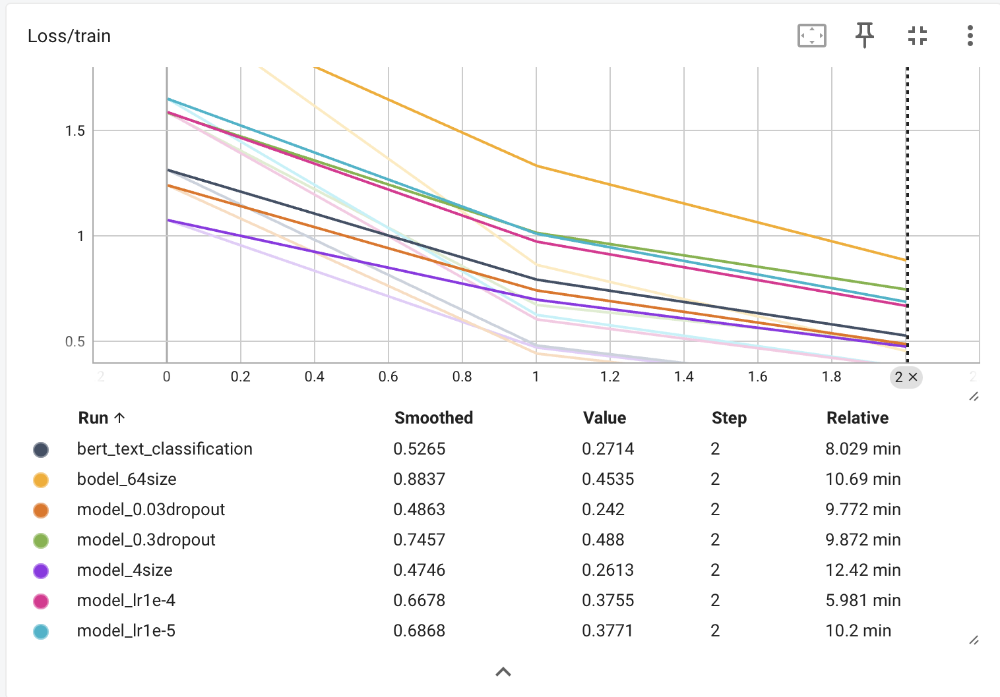 Loss/train
1.5
1
0.5
2 0 0.2 0.4 0.6 0.8 1 1.2 1.4 1.6 1.8 2 × 2
Run ↑ Smoothed Value Step Relative
bert_text_classification 0.5265 0.2714 2 8.029 min
bodel_64size 0.8837 0.4535 2 10.69 min
model_0.03dropout 0.4863 0.242 2 9.772 min
model_0.3dropout 0.7457 0.488 2 9.872 min
model_4size 0.4746 0.2613 2 12.42 min
model_lr1e-4 0.6678 0.3755 2 5.981 min
model_lr1e-5 0.6868 0.3771 2 10.2 min